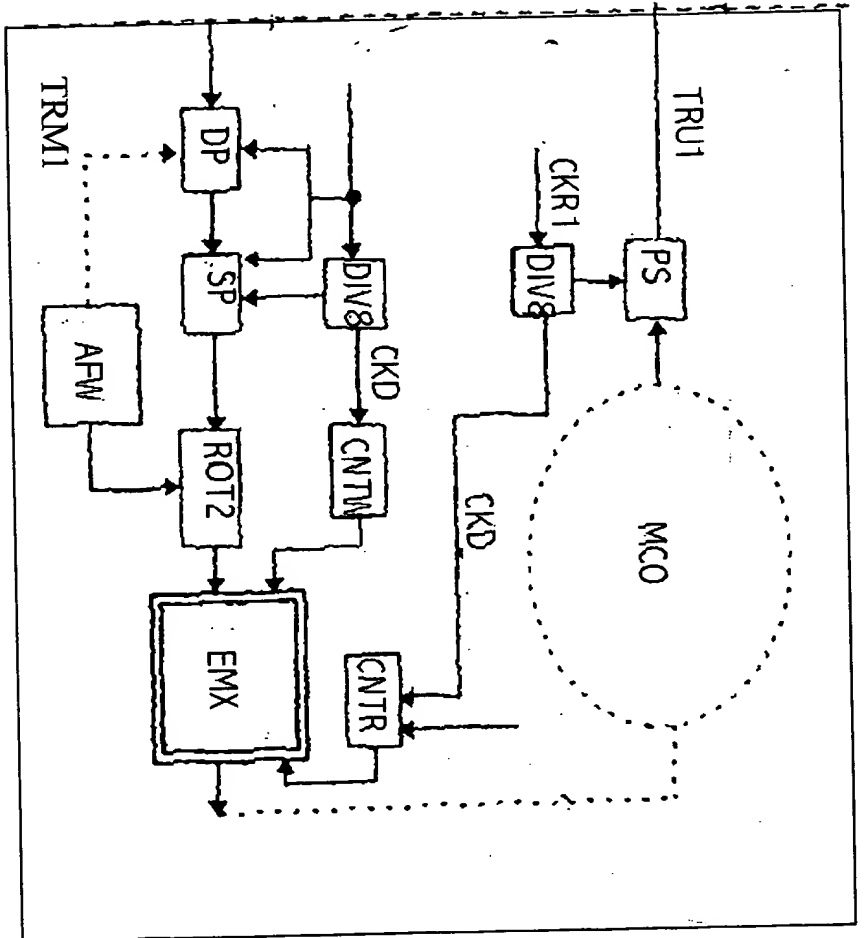 TRU1
PS
MCO
CKR1
DIV8
CKD
CKD
DIV8
CNTW
CNTR
DP
SP
ROT2
EMX
AFW
TRM1